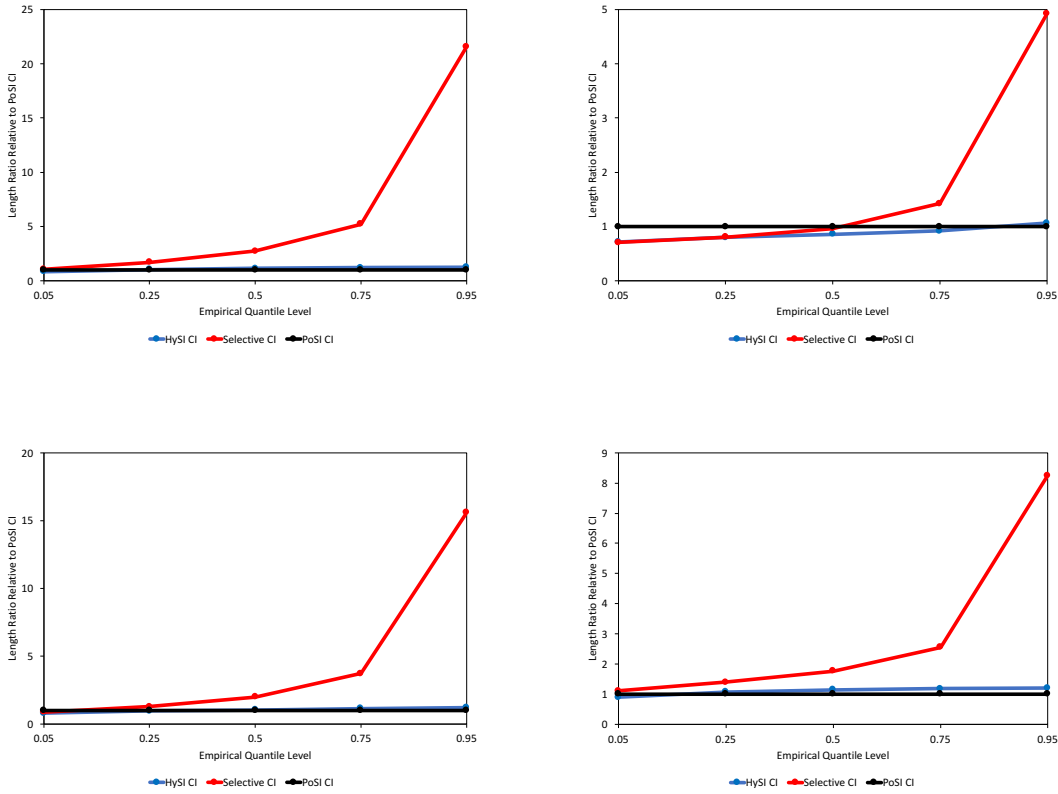 25
20
15
10
5
0
Length Ratio Relative to PoSI CI
0.05 0.25 0.5 0.75 0.95
Empirical Quantile Level
HySI CI Selective CI PoSI CI
5
4
3
2
1
0
Length Ratio Relative to PoSI CI
0.05 0.25 0.5 0.75 0.95
Empirical Quantile Level
HySI CI Selective CI PoSI CI
20
15
10
5
0
Length Ratio Relative to PoSI CI
0.05 0.25 0.5 0.75 0.95
Empirical Quantile Level
HySI CI Selective CI PoSI CI
9
8
7
6
5
4
3
2
1
0
Length Ratio Relative to PoSI CI
0.05 0.25 0.5 0.75 0.95
Empirical Quantile Level
HySI CI Selective CI PoSI CI